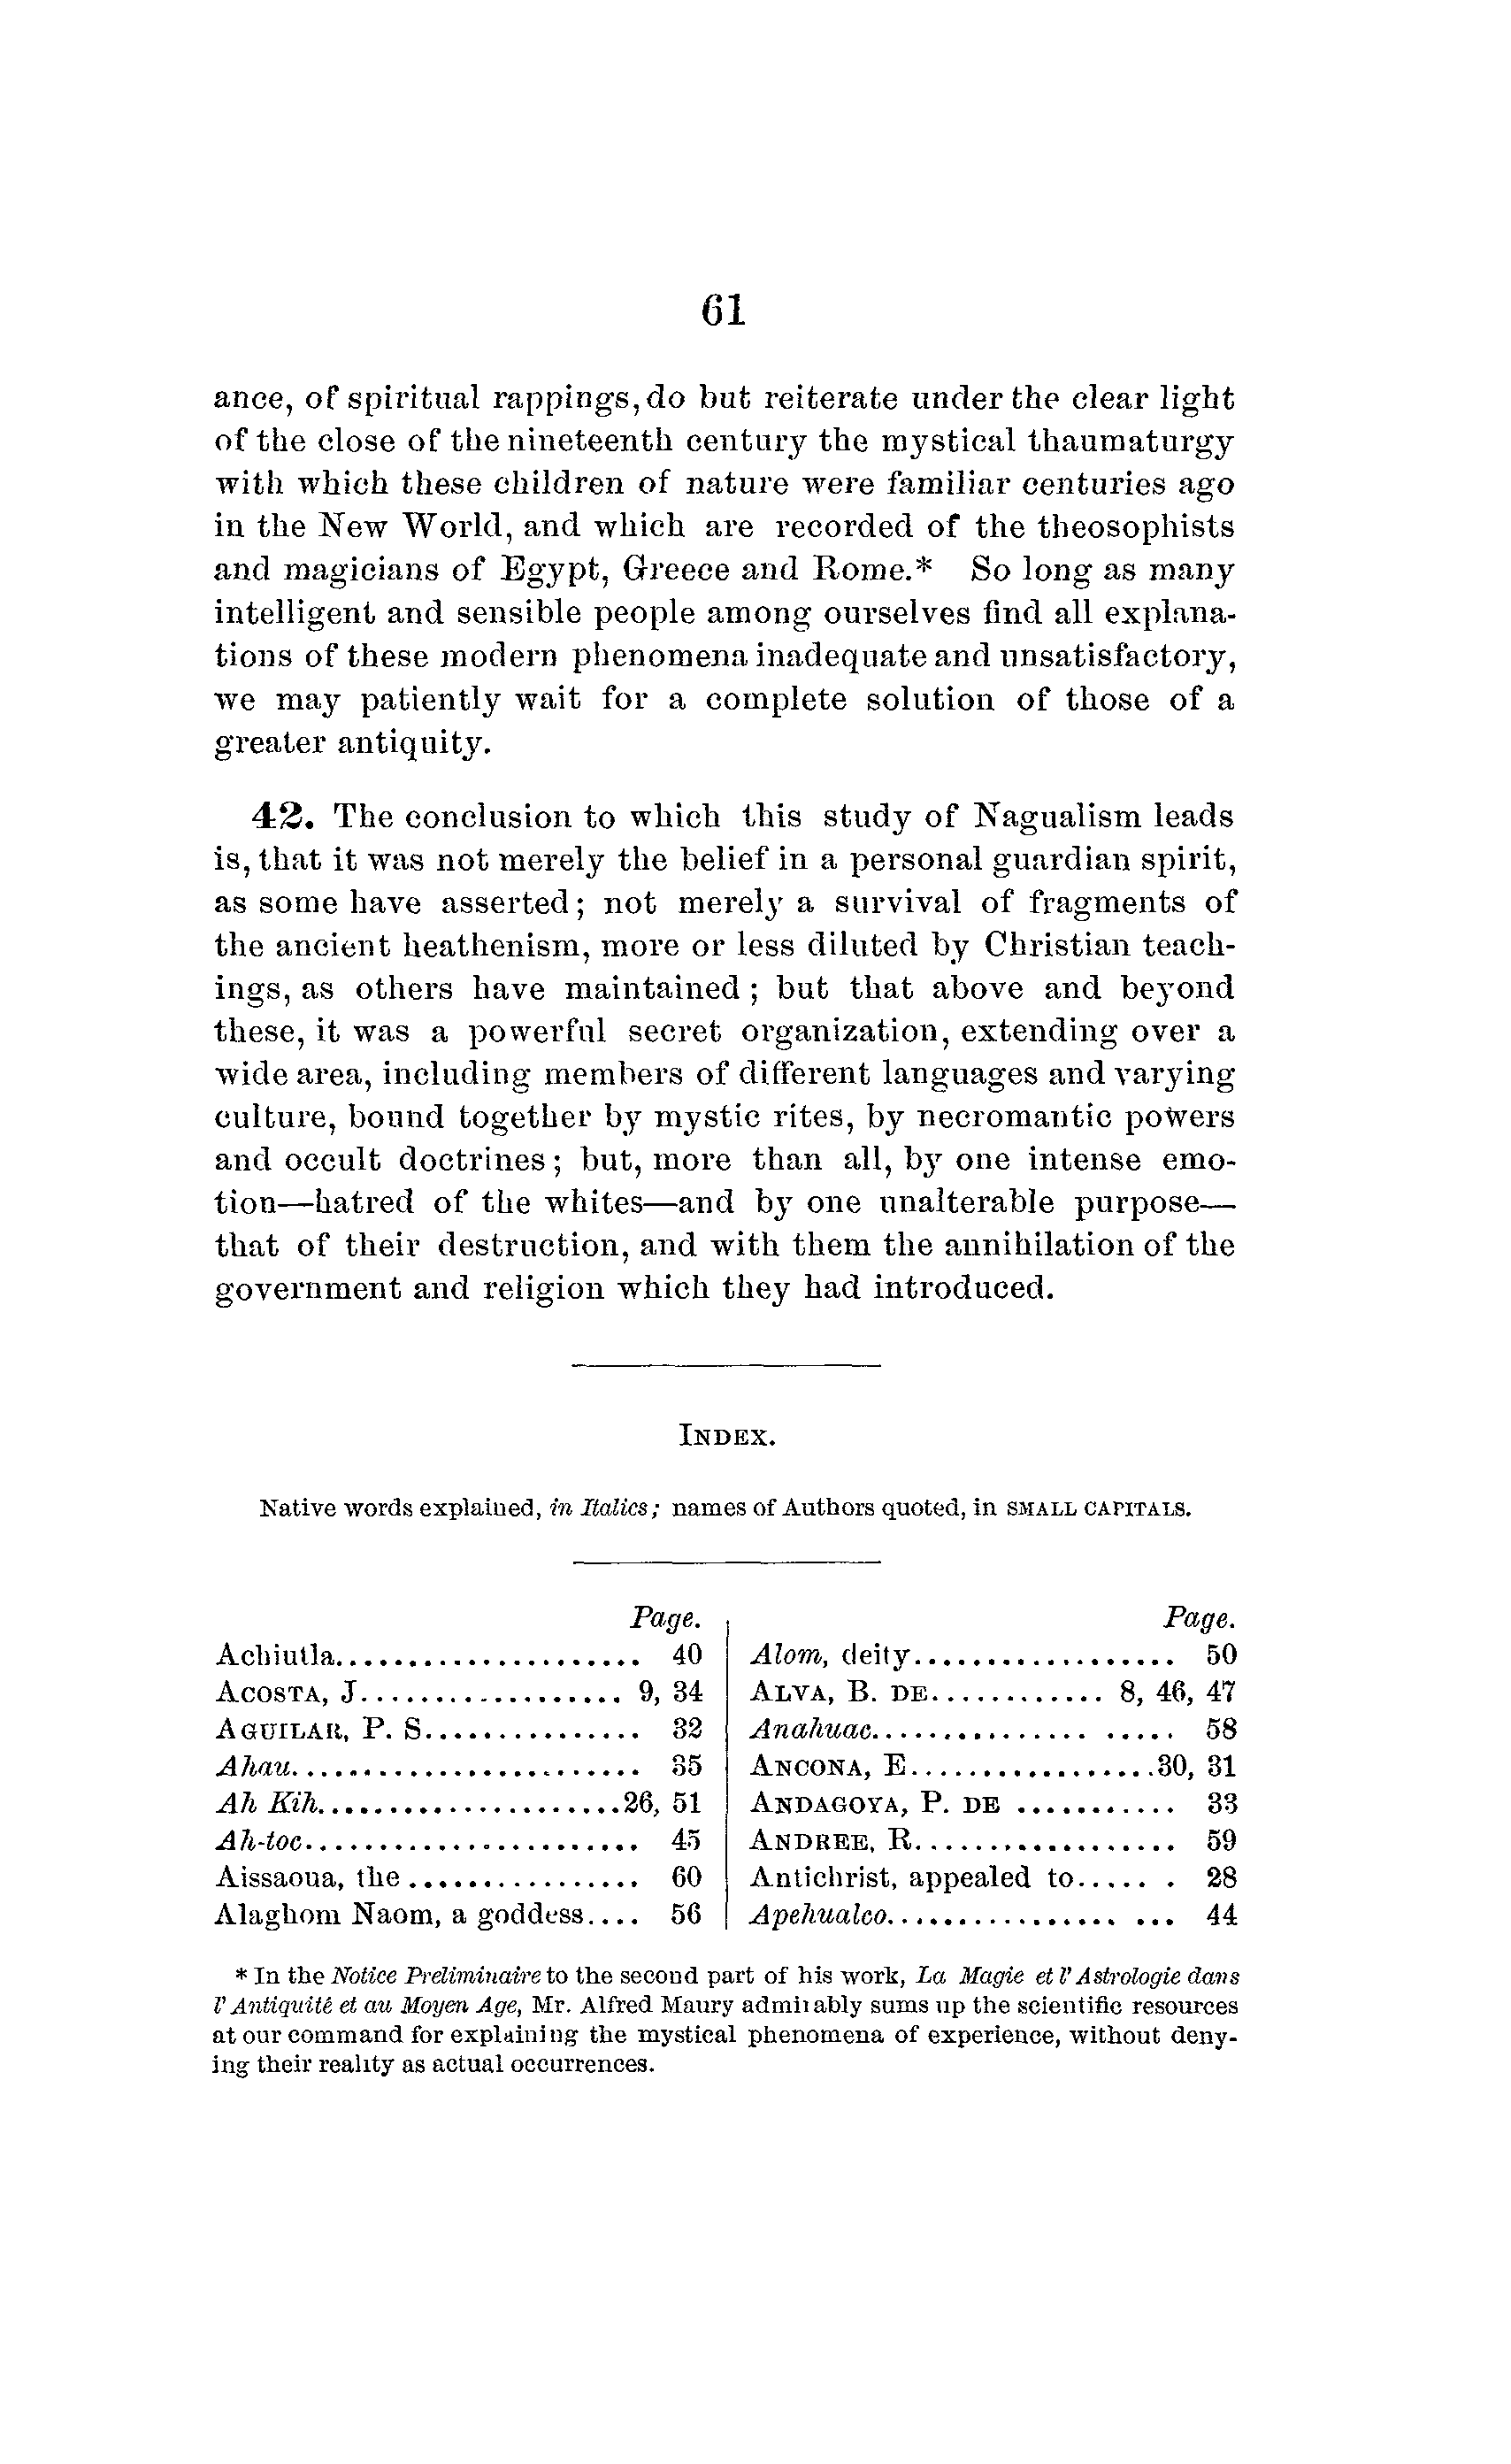 61
ance, of spiritual rappings, do but reiterate under the clear light
of the close of the nineteenth century the mystical thaumaturgy
with which these children of nature were familiar centuries ago
in the New World, and which are recorded of the theosophists
and magicians of Egypt, Greece and Rome.* So long as many
intelligent and sensible people among ourselves find all explana-
tions of these modern phenomena inadequate and unsatisfactory,
we may patiently wait for a complete solution of those of a
greater antiquity.
42. The conclusion to which this study of Nagualism leads
is, that it was not merely the belief in a personal guardian spirit,
as some have asserted; not merely a survival of fragments of
the ancient heathenism, more or less diluted by Christian teach-
ings, as others have maintained; but that above and beyond
these, it was a powerful secret organization, extending over a
wide area, including members of different languages and varying
culture, bound together by mystic rites, by necromantic powers
and occult doctrines; but, more than all, by one intense emo-
tion—hatred of the whites—and by one unalterable purpose—
that of their destruction, and with them the annihilation of the
government and religion which they had introduced.
INDEX.
Native words explained, in Italics; names of Authors quoted, in SMALL CAPITALS.
Page.
Achiutla...................... 40
ACOSTA, J.................. 9, 34
AGUILAR, P. S............... 32
Ahau........................ 35
Ah Kih.....................26, 51
Ah-toc....................... 45
Aissaoua, the................ 60
Alaghom Naom, a goddess.... 56
Page.
Alom, deity.................. 50
ALVA, B. DE............ 8, 46, 47
Anahuac.................... 58
ANCONA, E.................30, 31
ANDAGOYA, P. DE ........... 33
ANDREE, R.................. 59
Antichrist, appealed to...... 28
Apehualco................... 44
* In the Notice Preliminaire to the second part of his work, La Magie et l'Astrologie dans
l'Antiquité et au Moyen Age, Mr. Alfred Maury admirably sums up the scientific resources
at our command for explaining the mystical phenomena of experience, without deny-
ing their reality as actual occurrences.